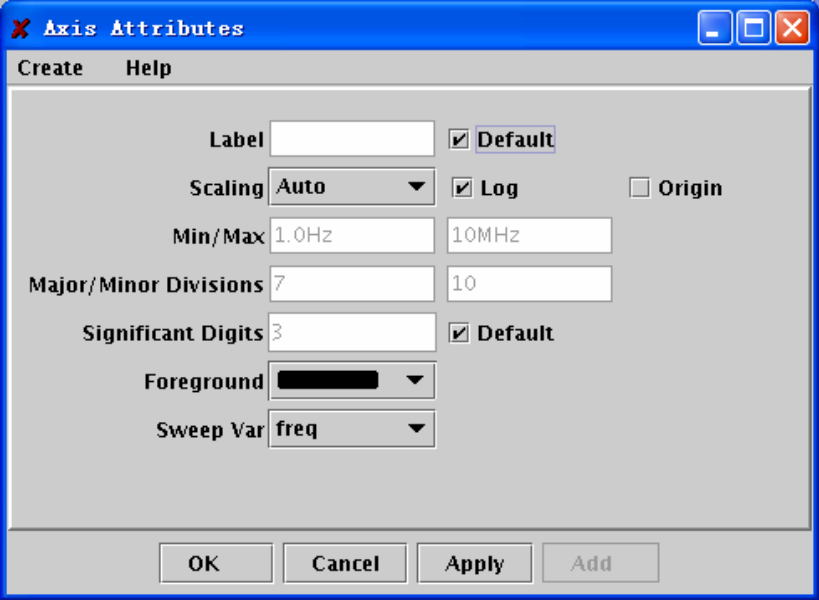 Axis Attributes
Create Help
Label Default
Scaling Auto Log Origin
Min/Max 1.0Hz 10MHz
Major/Minor Divisions 7 10
Significant Digits 3 Default
Foreground
Sweep Var freq
OK Cancel Apply Add